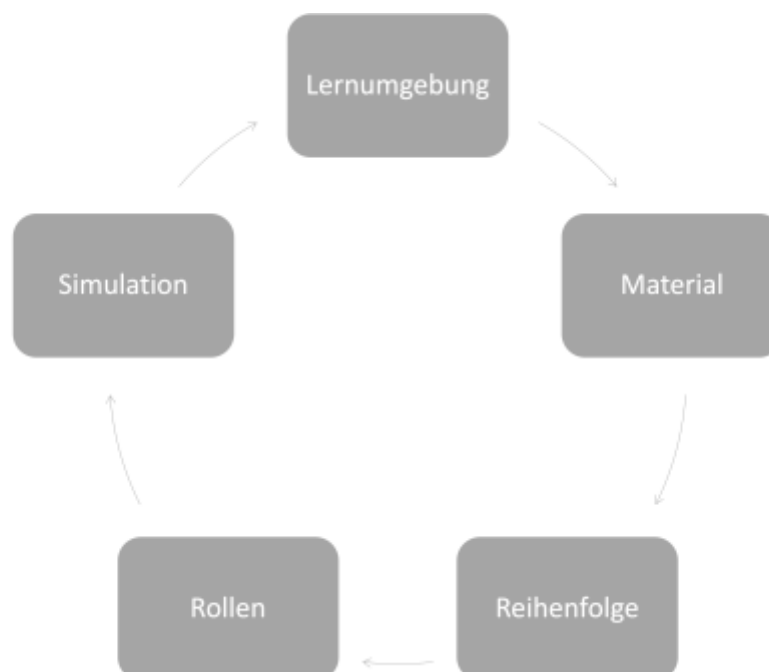 Lernumgebung
Material
Reihenfolge
Rollen
Simulation